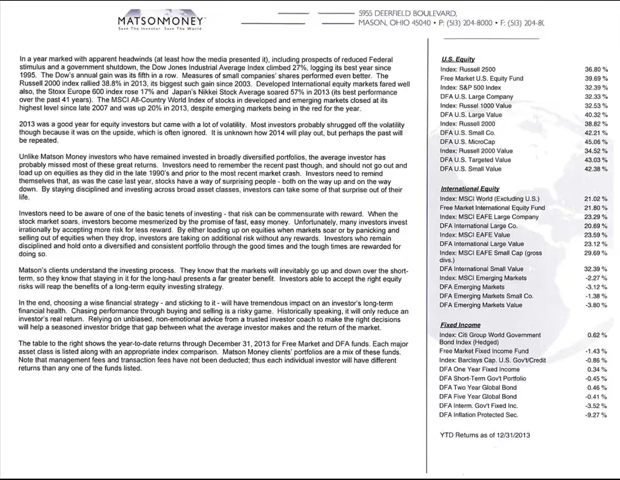 MATSONMONEY
Save The Investor Save The World
5955 DEERFIELD BOULEVARD,
MASON, OHIO 45040 • P: (513) 204-8000 • F: (513) 204-8
In a year marked with apparent headwinds (at least how the media presented it), including prospects of reduced Federal
stimulus and a government shutdown, the Dow Jones Industrial Average Index climbed 27%, logging its best year since
1995. The Dow's annual gain was its fifth in a row. Measures of small companies' shares performed even better. The
Russell 2000 index rallied 38.8% in 2013, its biggest such gain since 2003. Developed International equity markets fared well
also, the Stoxx Europe 600 index rose 17% and Japan's Nikkei Stock Average soared 57% in 2013 (its best performance
over the past 41 years). The MSCI All-Country World Index of stocks in developed and emerging markets closed at its
highest level since late 2007 and was up 20% in 2013, despite emerging markets being in the red for the year.
2013 was a good year for equity investors but came with a lot of volatility. Most investors probably shrugged off the volatility
though because it was on the upside, which is often ignored. It is unknown how 2014 will play out, but perhaps the past will
be repeated.
Unlike Matson Money investors who have remained invested in broadly diversified portfolios, the average investor has
probably missed most of these great returns. Investors need to remember the recent past though, and should not go out and
load up on equities as they did in the late 1990's and prior to the most recent market crash. Investors need to remind
themselves that, as was the case last year, stocks have a way of surprising people - both on the way up and on the way
down. By staying disciplined and investing across broad asset classes, investors can take some of that surprise out of their
life.
Investors need to be aware of one of the basic tenets of investing - that risk can be commensurate with reward. When the
stock market soars, investors become mesmerized by the promise of fast, easy money. Unfortunately, many investors invest
irrationally by accepting more risk for less reward. By either loading up on equities when markets soar or by panicking and
selling out of equities when they drop, investors are taking on additional risk without any rewards. Investors who remain
disciplined and hold onto a diversified and consistent portfolio through the good times and the tough times are rewarded for
doing so.
Matson's clients understand the investing process. They know that the markets will inevitably go up and down over the short-
term, so they know that staying in it for the long-haul presents a far greater benefit. Investors able to accept the right equity
risks will reap the benefits of a long-term equity investing strategy.
In the end, choosing a wise financial strategy - and sticking to it - will have tremendous impact on an investor's long-term
financial health. Chasing performance through buying and selling is a risky game. Historically speaking, it will only reduce an
investor's real return. Relying on unbiased, non-emotional advice from a trusted investor coach to make the right decisions
will help a seasoned investor bridge that gap between what the average investor makes and the return of the market.
The table to the right shows the year-to-date returns through December 31, 2013 for Free Market and DFA funds. Each major
asset class is listed along with an appropriate index comparison. Matson Money clients' portfolios are a mix of these funds.
Note that management fees and transaction fees have not been deducted; thus each individual investor will have different
returns than any one of the funds listed.
U.S. Equity
Index: Russell 2500 36.80 %
Free Market U.S. Equity Fund 39.69 %
Index: S&P 500 Index 32.39 %
DFA U.S. Large Company 32.33 %
Index: Russel 1000 Value 32.53 %
DFA U.S. Large Value 40.32 %
Index: Russell 2000 38.82 %
DFA U.S. Small Co. 42.21 %
DFA U.S. MicroCap 45.06 %
Index: Russell 2000 Value 34.52 %
DFA U.S. Targeted Value 43.03 %
DFA U.S. Small Value 42.38 %
International Equity
Index: MSCI World (Excluding U.S.) 21.02 %
Free Market International Equity Fund 21.80 %
Index: MSCI EAFE Large Company 23.29 %
DFA International Large Co. 20.69 %
Index: MSCI EAFE Value 23.59 %
DFA International Large Value 23.12 %
Index: MSCI EAFE Small Cap (gross 29.69 %
divs.)
DFA International Small Value 32.39 %
Index: MSCI Emerging Markets -2.27 %
DFA Emerging Markets -3.12 %
DFA Emerging Markets Small Co. -1.38 %
DFA Emerging Markets Value -3.80 %
Fixed Income
Index: Citi Group World Government 0.62 %
Bond Index (Hedged)
Free Market Fixed Income Fund -1.43 %
Index: Barclays Cap. U.S. Gov't/Credit -0.86 %
DFA One Year Fixed Income 0.34 %
DFA Short-Term Gov't Portfolio -0.45 %
DFA Two Year Global Bond 0.46 %
DFA Five Year Global Bond -0.41 %
DFA Interm. Gov't Fixed Inc. -3.52 %
DFA Inflation Protected Sec. -9.27 %
YTD Returns as of 12/31/2013